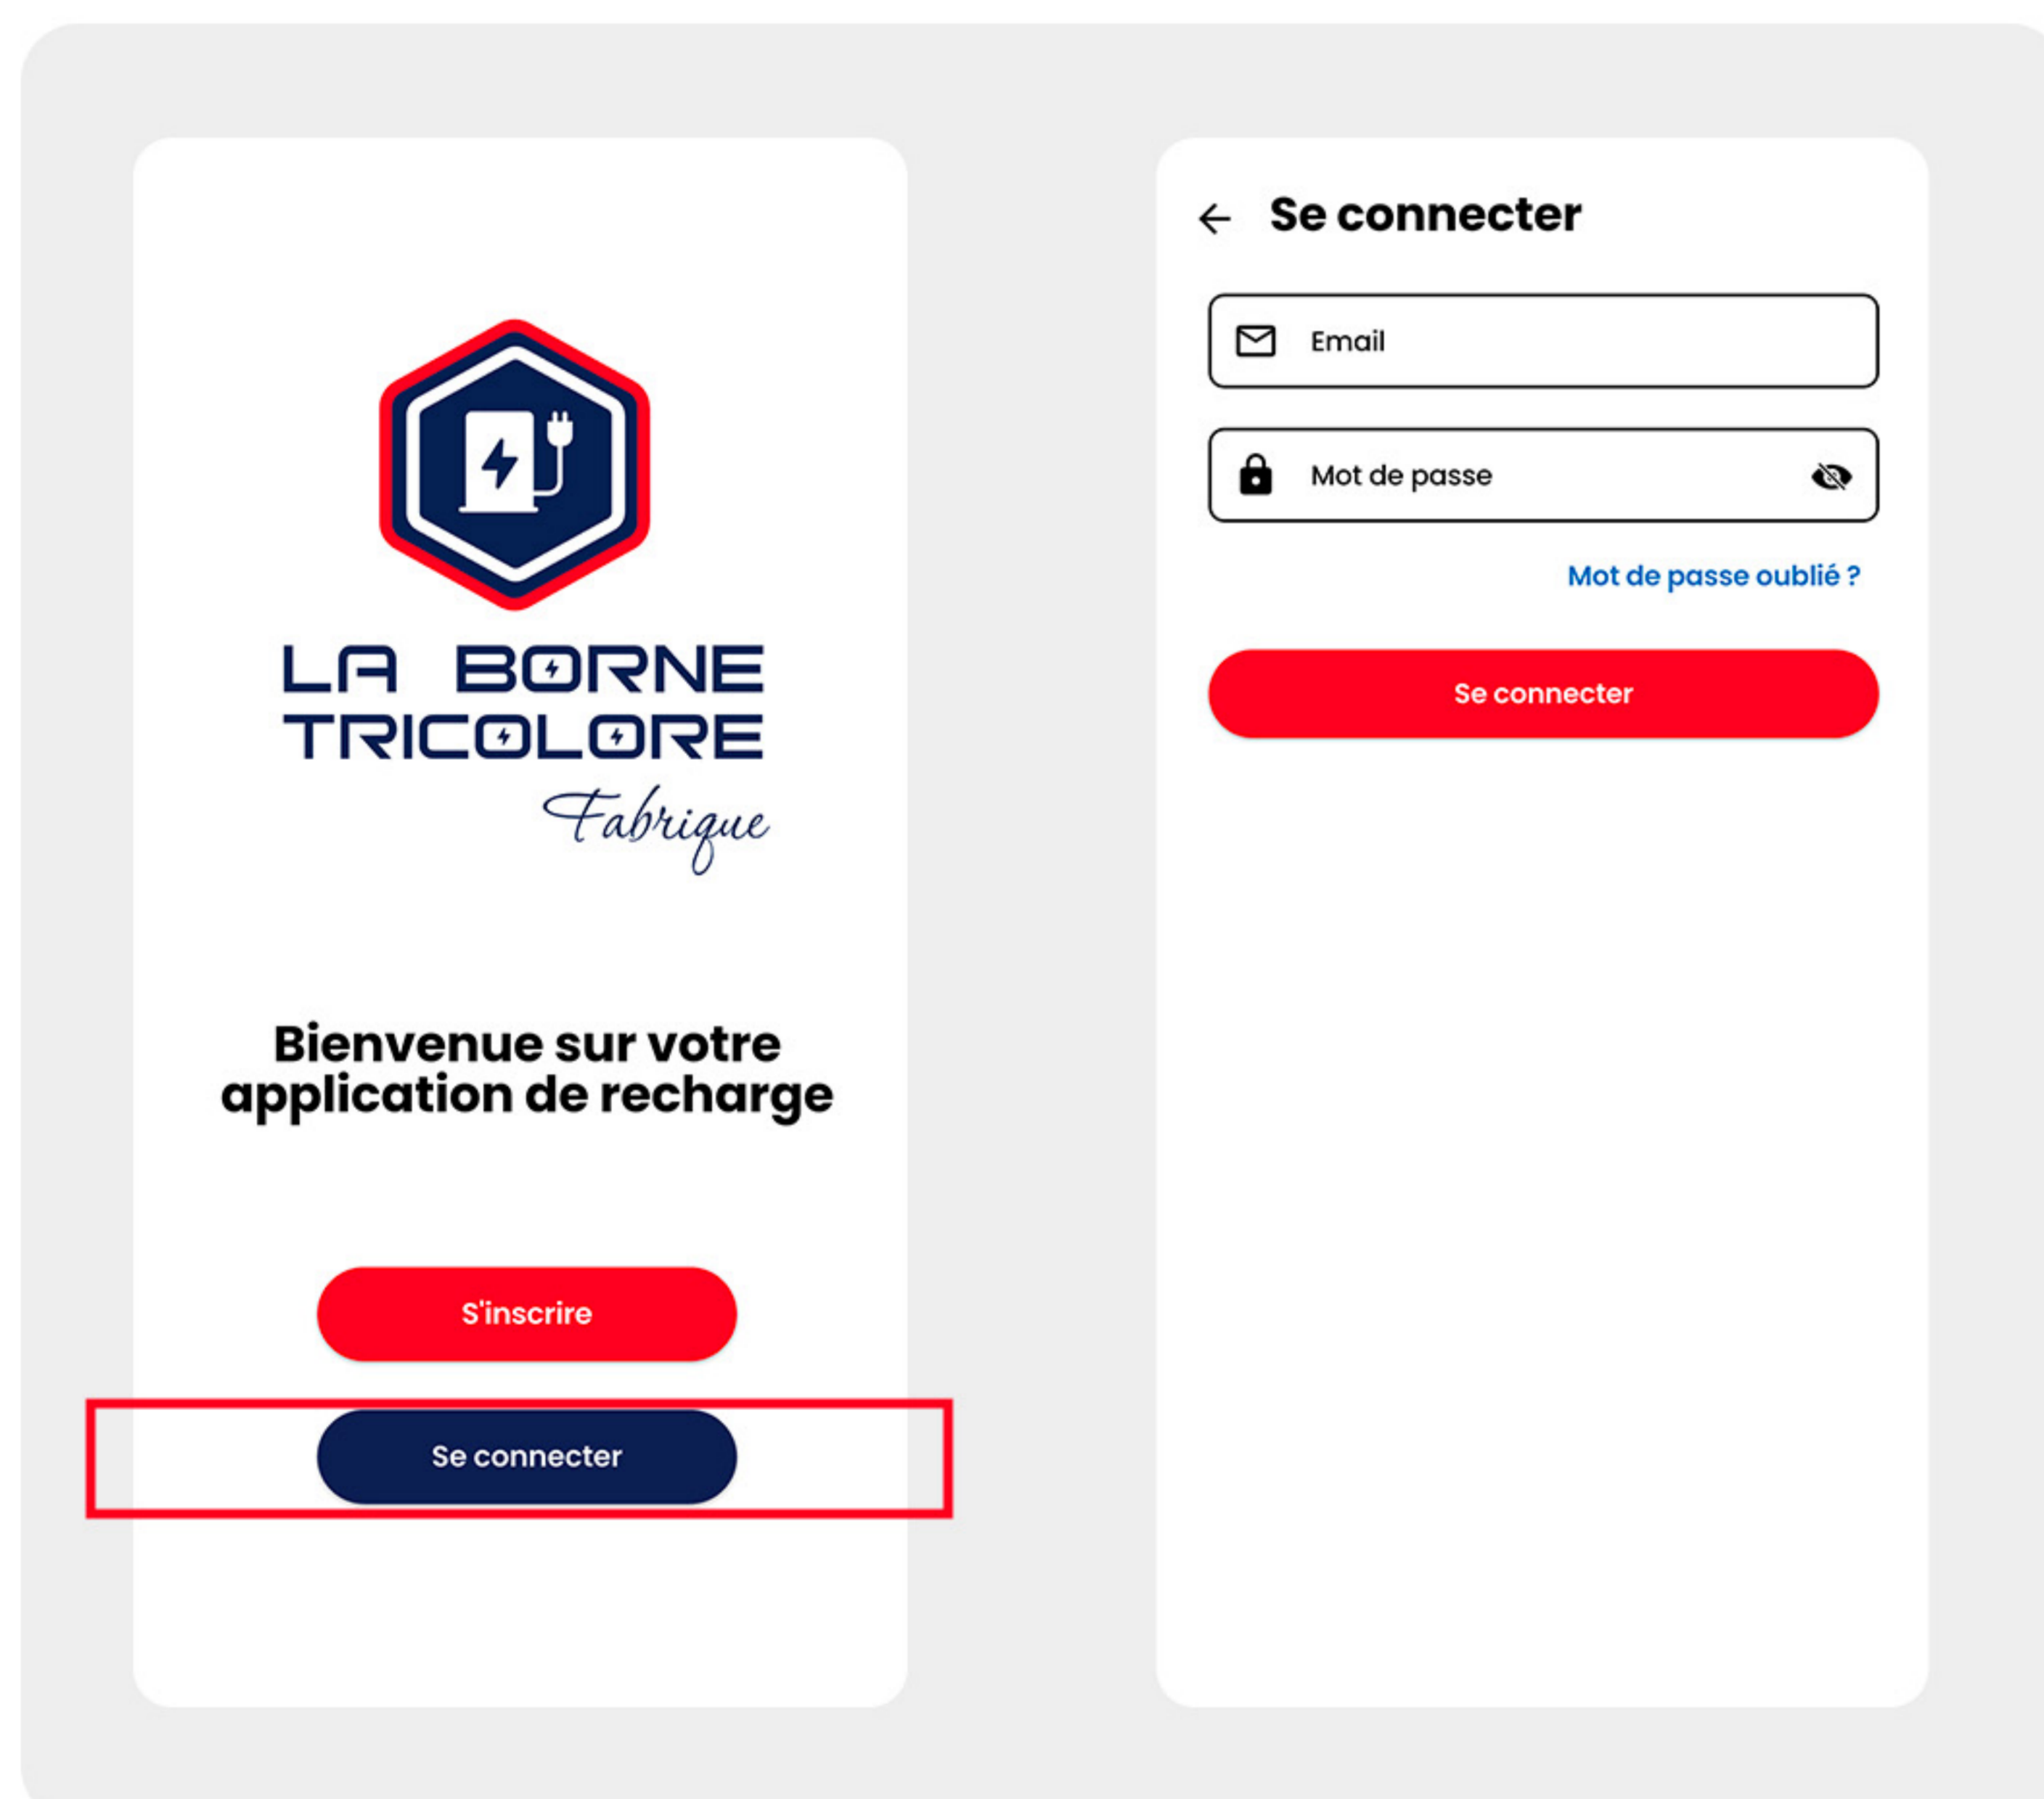 LA BORNE
TRICOLORE
Fabrique
Bienvenue sur votre
application de recharge
S'inscrire
Se connecter
Se connecter
Email
Mot de passe
Mot de passe oublié ?
Se connecter